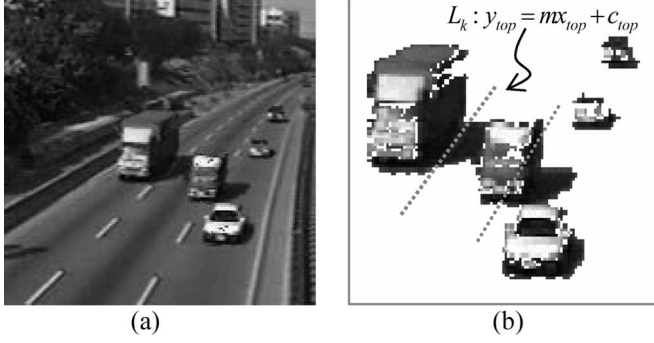 L_k : y_top = mx_top + c_top
(a) (b)